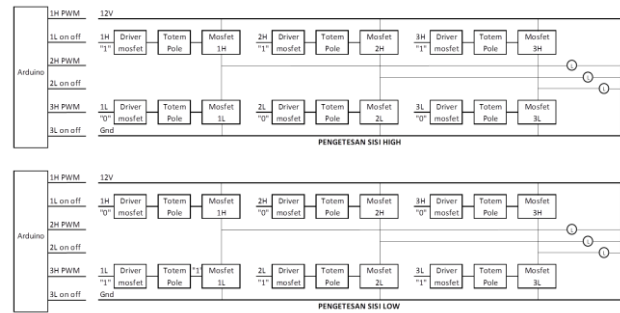 1H PWM
12V
1L on off
1H
"1"
Driver
mosfet
Totem
Pole
Mosfet
1H
2H
"1"
Driver
mosfet
Totem
Pole
Mosfet
2H
3H
"1"
Driver
mosfet
Totem
Pole
Mosfet
3H
2H PWM
L
Arduino
2L on off
L
L
3H PWM
1L
"0"
Driver
mosfet
Totem
Pole
Mosfet
1L
2L
"0"
Driver
mosfet
Totem
Pole
Mosfet
2L
3L
"0"
Driver
mosfet
Totem
Pole
Mosfet
3L
3L on off
Gnd
PENGETESAN SISI HIGH
1H PWM
12V
1L on off
1H
"0"
Driver
mosfet
Totem
Pole
Mosfet
1H
2H
"0"
Driver
mosfet
Totem
Pole
Mosfet
2H
3H
"0"
Driver
mosfet
Totem
Pole
Mosfet
3H
2H PWM
L
Arduino
2L on off
L
L
3H PWM
1L
"1"
Driver
mosfet
Totem
Pole
"1"
Mosfet
1L
2L
"1"
Driver
mosfet
Totem
Pole
Mosfet
2L
3L
"1"
Driver
mosfet
Totem
Pole
Mosfet
3L
3L on off
Gnd
PENGETESAN SISI LOW